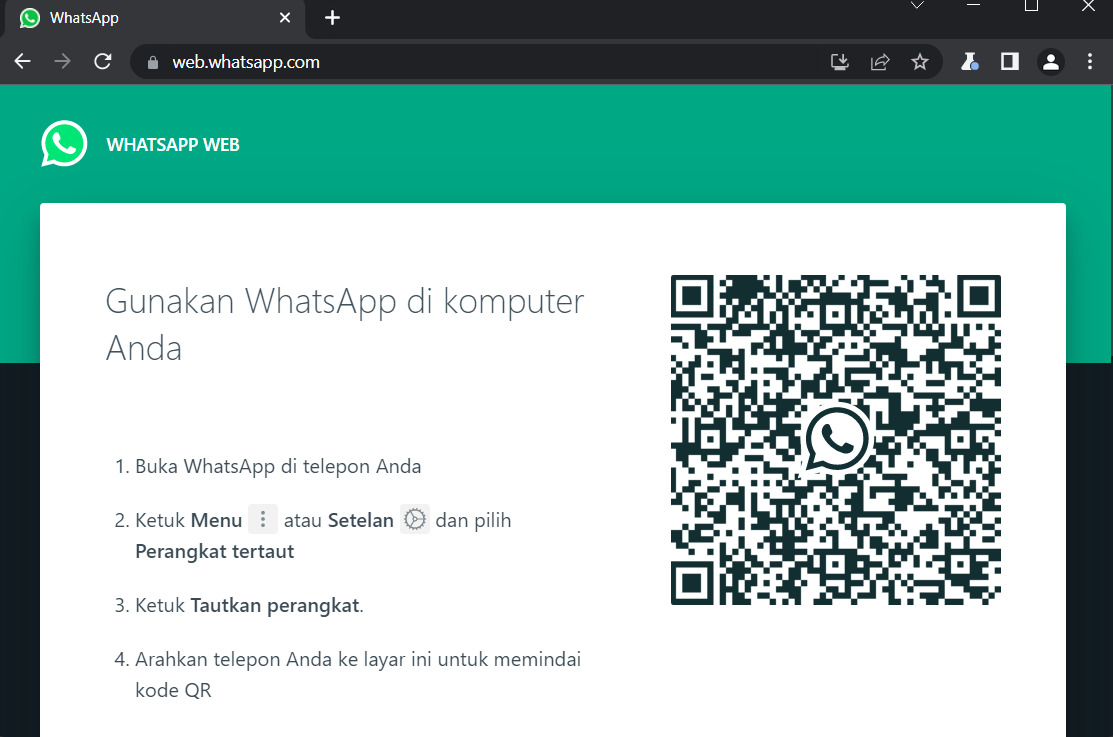 WhatsApp
web.whatsapp.com
WHATSAPP WEB
Gunakan WhatsApp di komputer
Anda
1. Buka WhatsApp di telepon Anda
2. Ketuk Menu atau Setelan dan pilih
Perangkat tertaut
3. Ketuk Tautkan perangkat.
4. Arahkan telepon Anda ke layar ini untuk memindai
kode QR